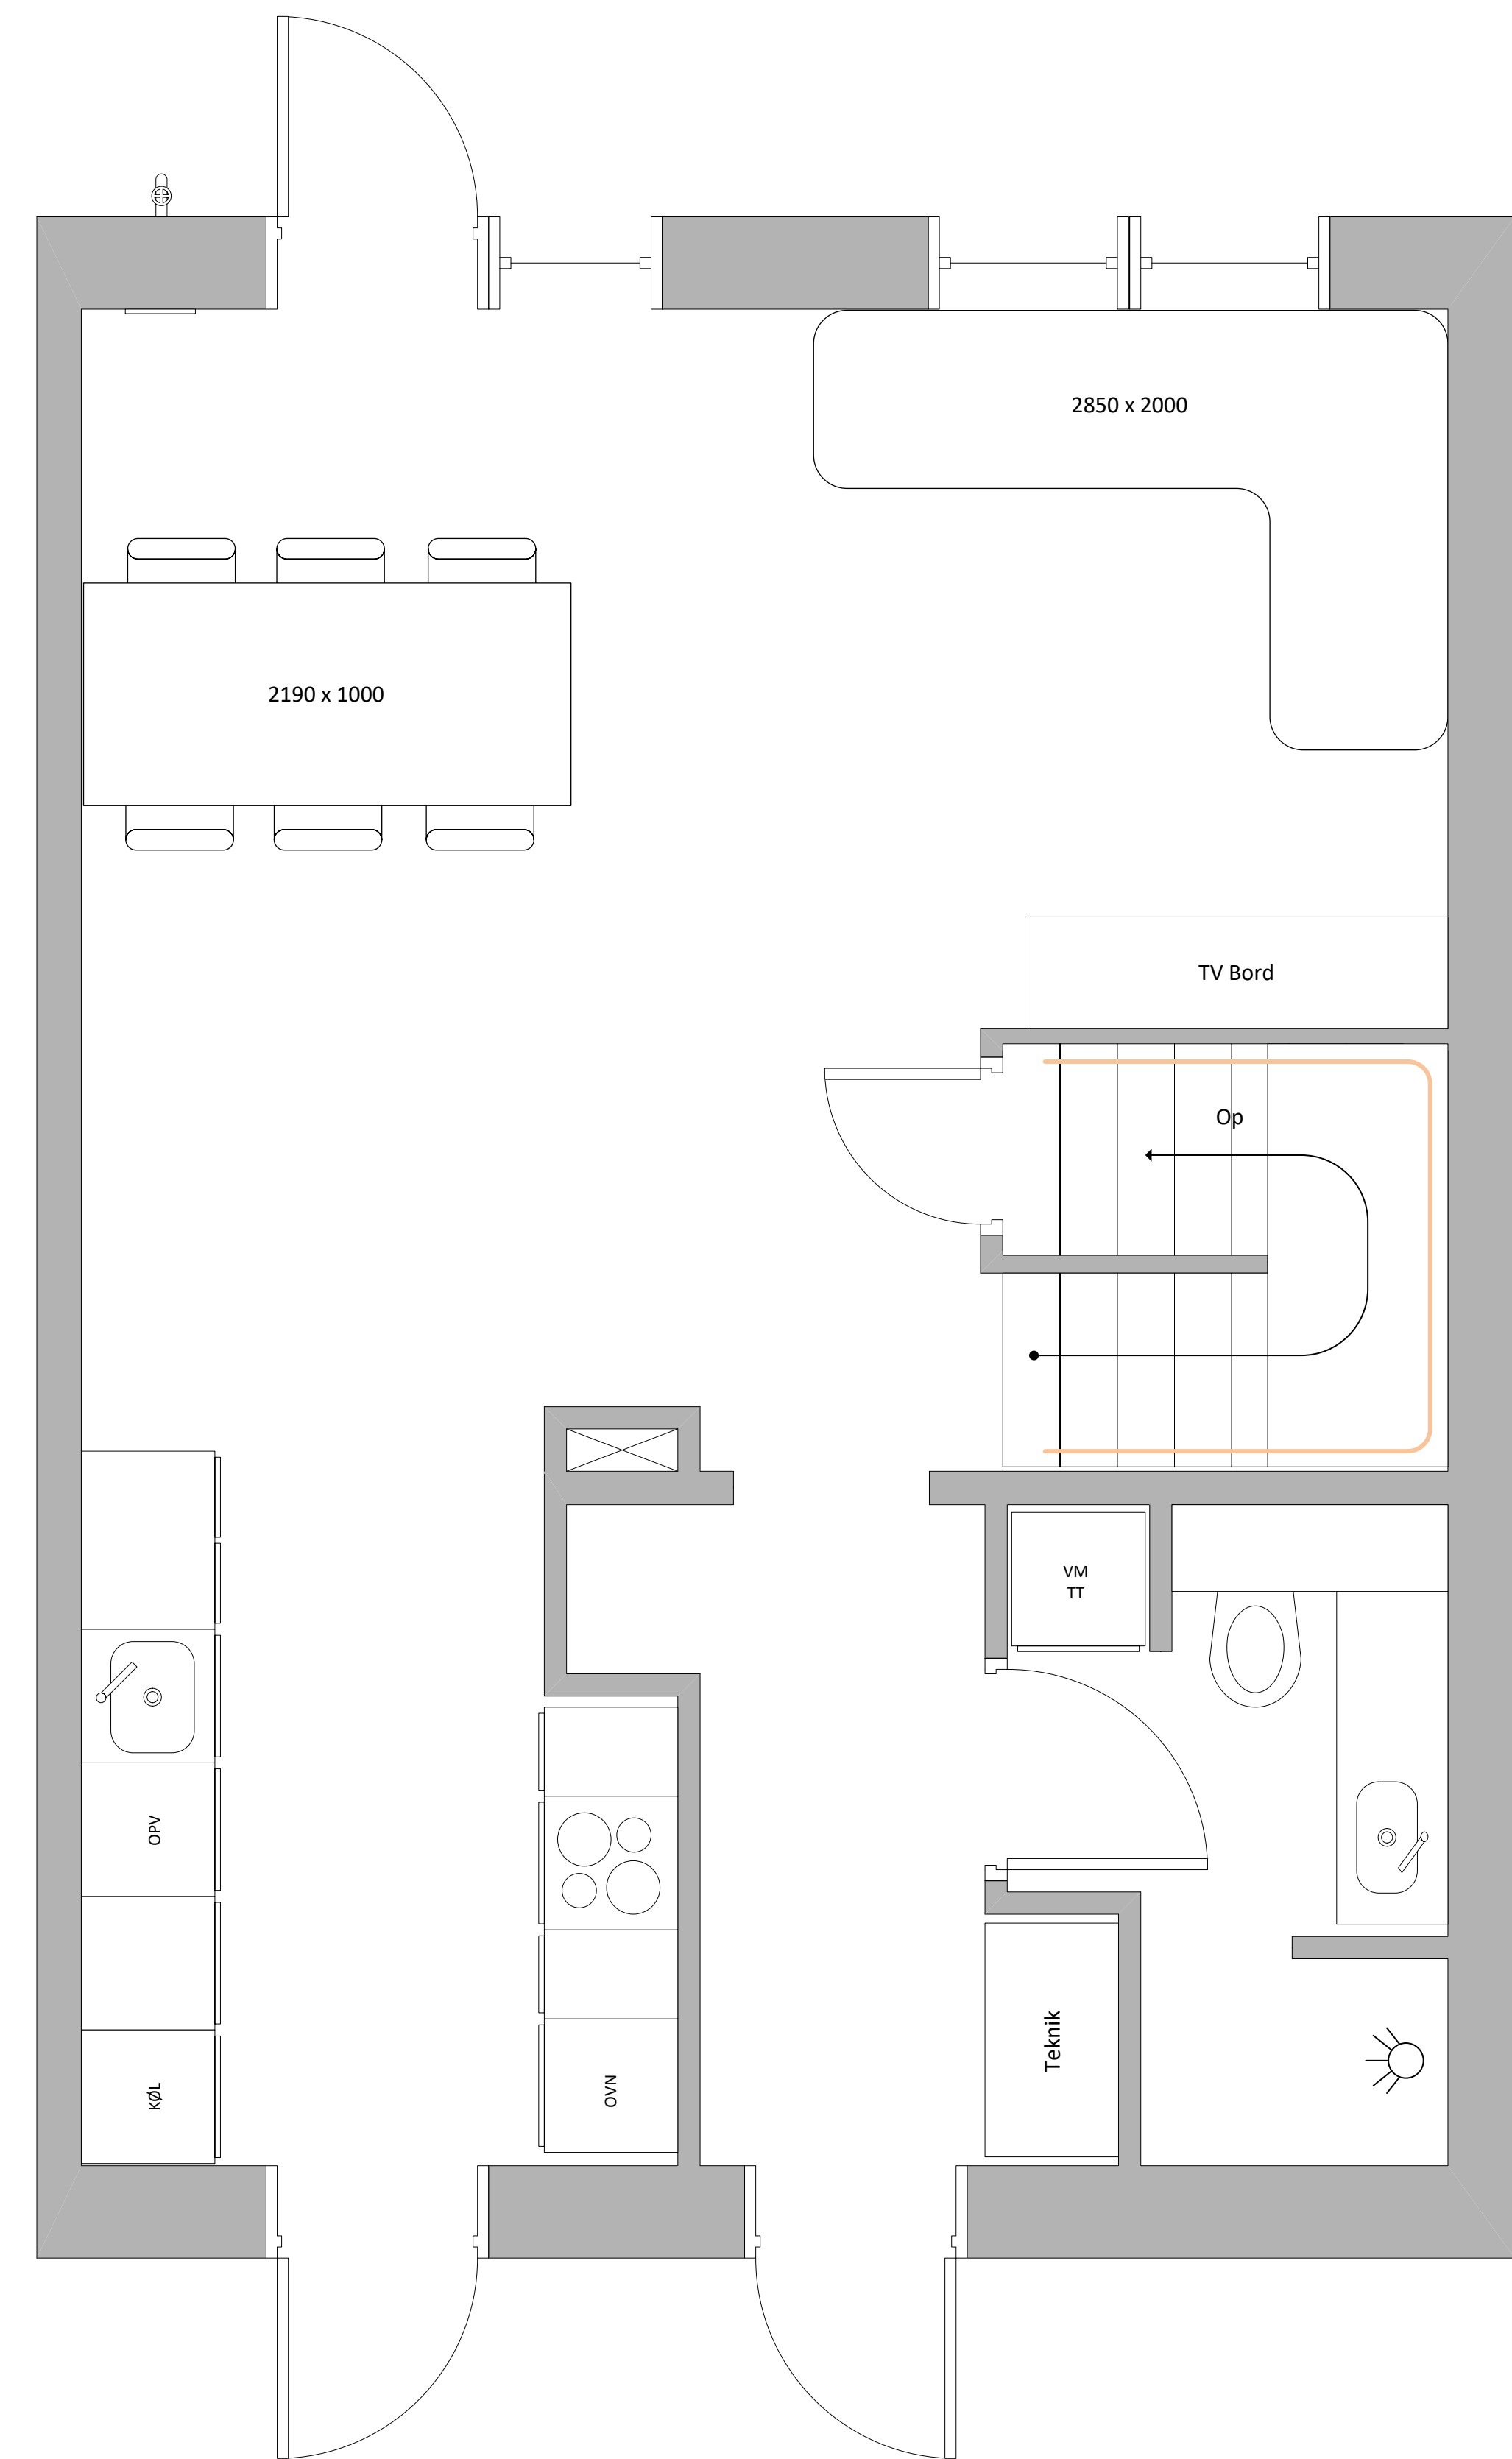 2850 x 2000
2190 x 1000
TV Bord
Op
VM
TT
OPV
Teknik
KØL
OVN